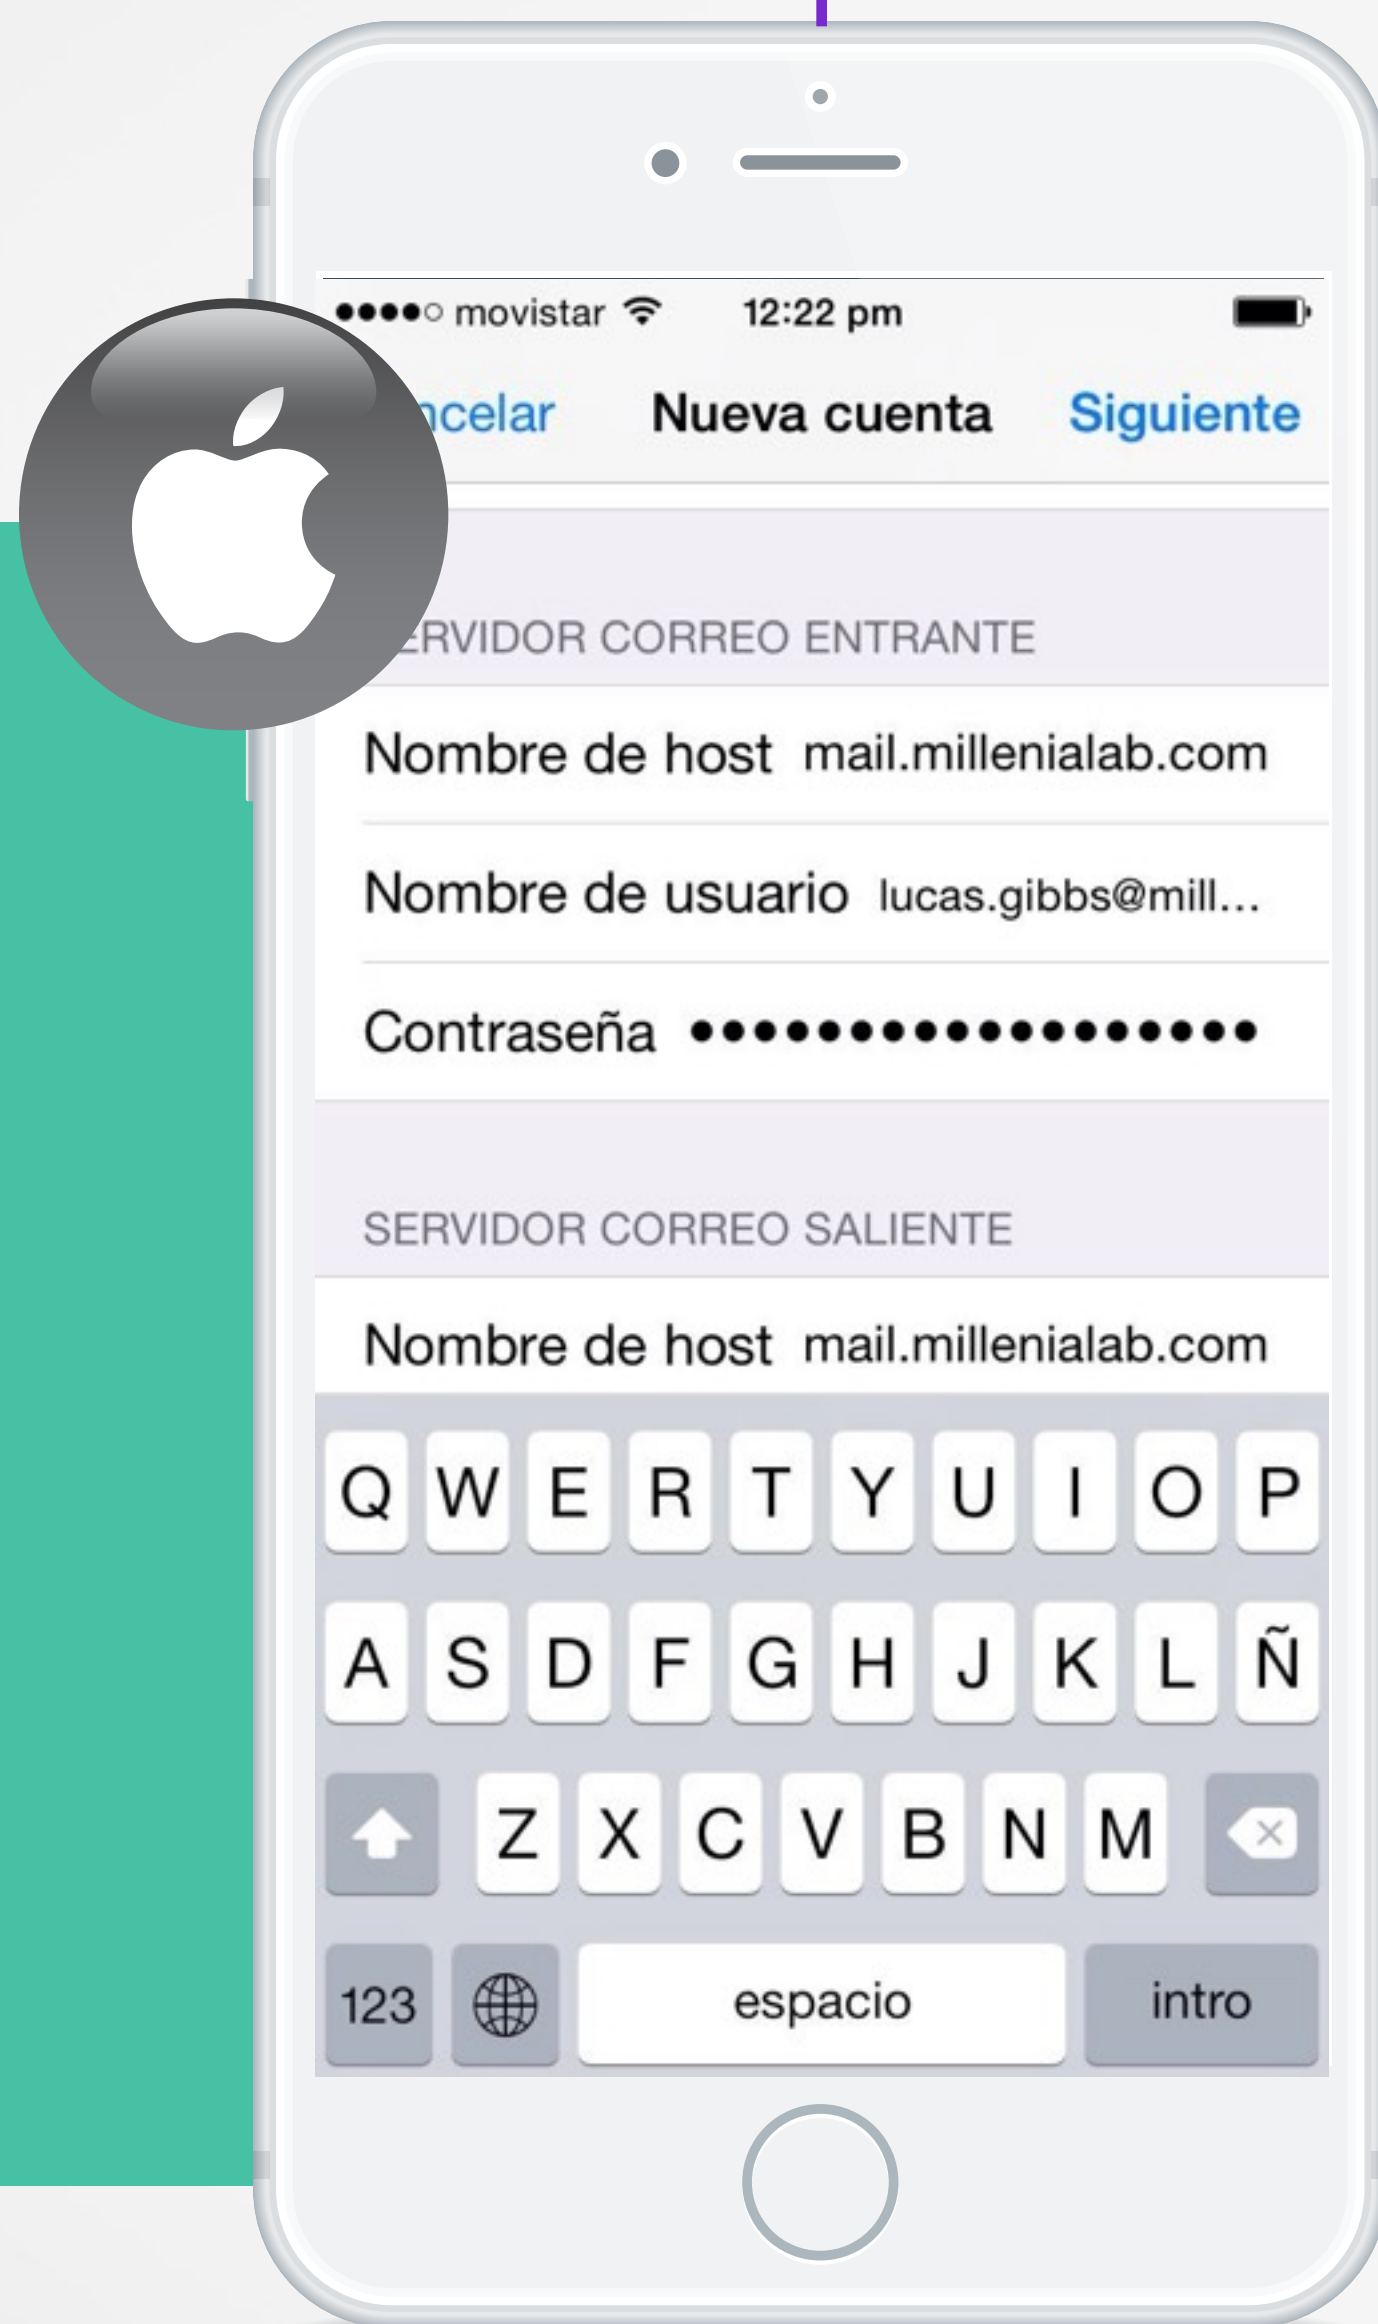 movistar 12:22 pm
ncelar Nueva cuenta Siguiente
ERVIDOR CORREO ENTRANTE
Nombre de host mail.millenialab.com
Nombre de usuario lucas.gibbs@mill...
Contraseña ••••••••••••••••••
SERVIDOR CORREO SALIENTE
Nombre de host mail.millenialab.com
Q W E R T Y U I O P
A S D F G H J K L Ñ
Z X C V B N M
123 espacio intro